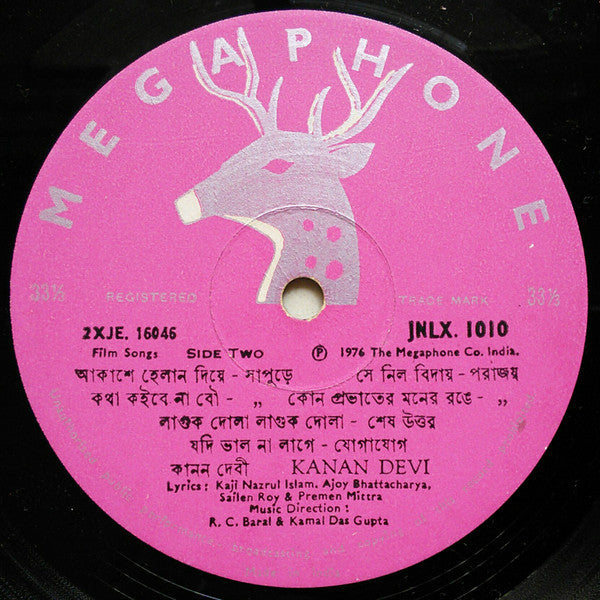 MEGAPHONE
33⅓ REGISTERED TRADE MARK 33⅓
2XJE. 16046 JNLX. 1010
Film Songs SIDE TWO Ⓟ 1976 The Megaphone Co. India.
আকাশে হেলান দিয়ে - সাপুড়ে সে নিল বিদায় - পরাজয়
কথা কইবে না বৌ - ,, কোন প্রভাতের মনের রঙে - ,,
লাগুক দোলা লাগুক দোলা - শেষ উত্তর
যদি ভাল না লাগে - যোগাযোগ
কানন দেবী KANAN DEVI
Lyrics : Kaji Nazrul Islam. Ajoy Bhattacharya,
Sailen Roy & Premen Mittra
Music Direction :
R. C. Baral & Kamal Das Gupta